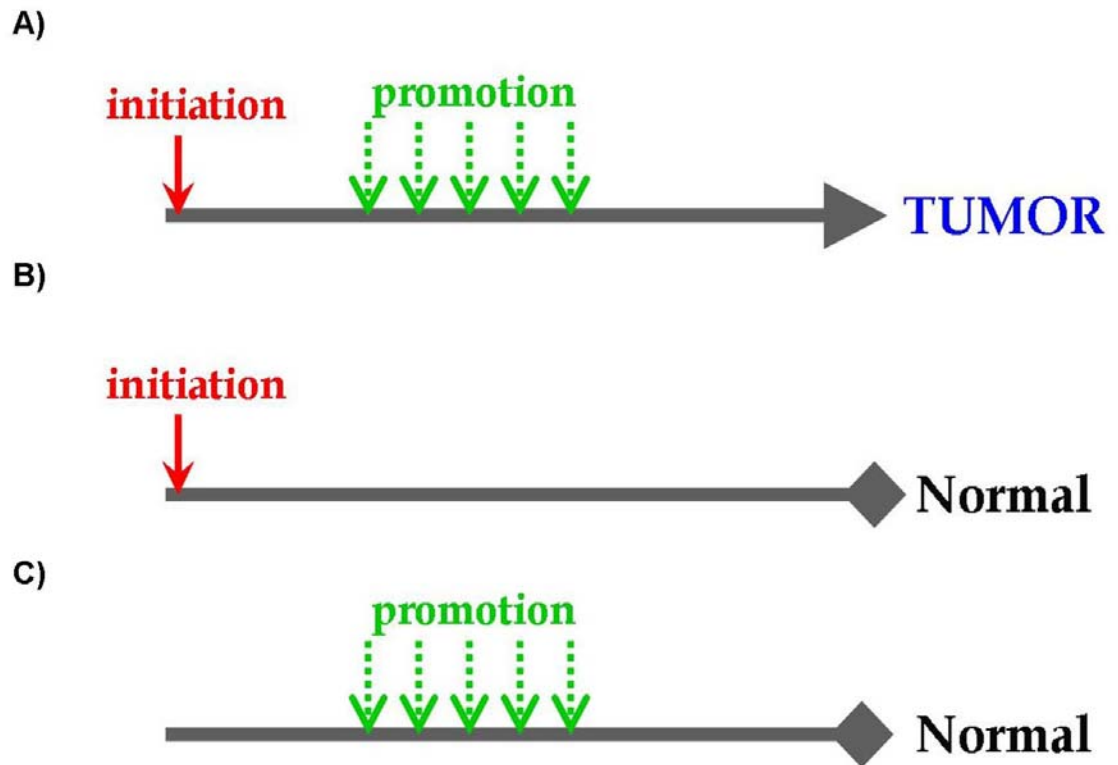 A)
initiation
promotion
TUMOR
B)
initiation
Normal
C)
promotion
Normal